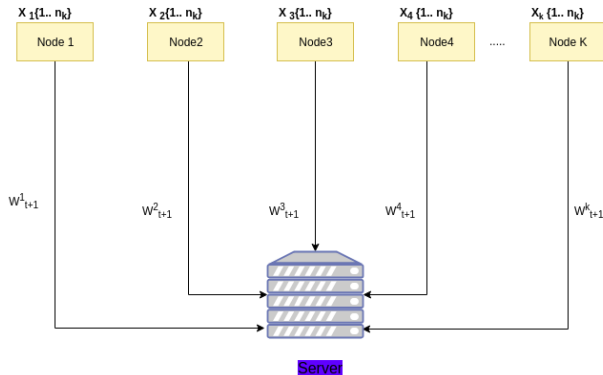 X ₁{1.. nₖ} X ₂{1.. nₖ} X ₃{1.. nₖ} X₄ {1.. nₖ} Xₖ {1.. nₖ}
Node 1 Node2 Node3 Node4 ..... Node K
W¹ₜ₊₁
W²ₜ₊₁ W³ₜ₊₁ W⁴ₜ₊₁ Wᵏₜ₊₁
Server